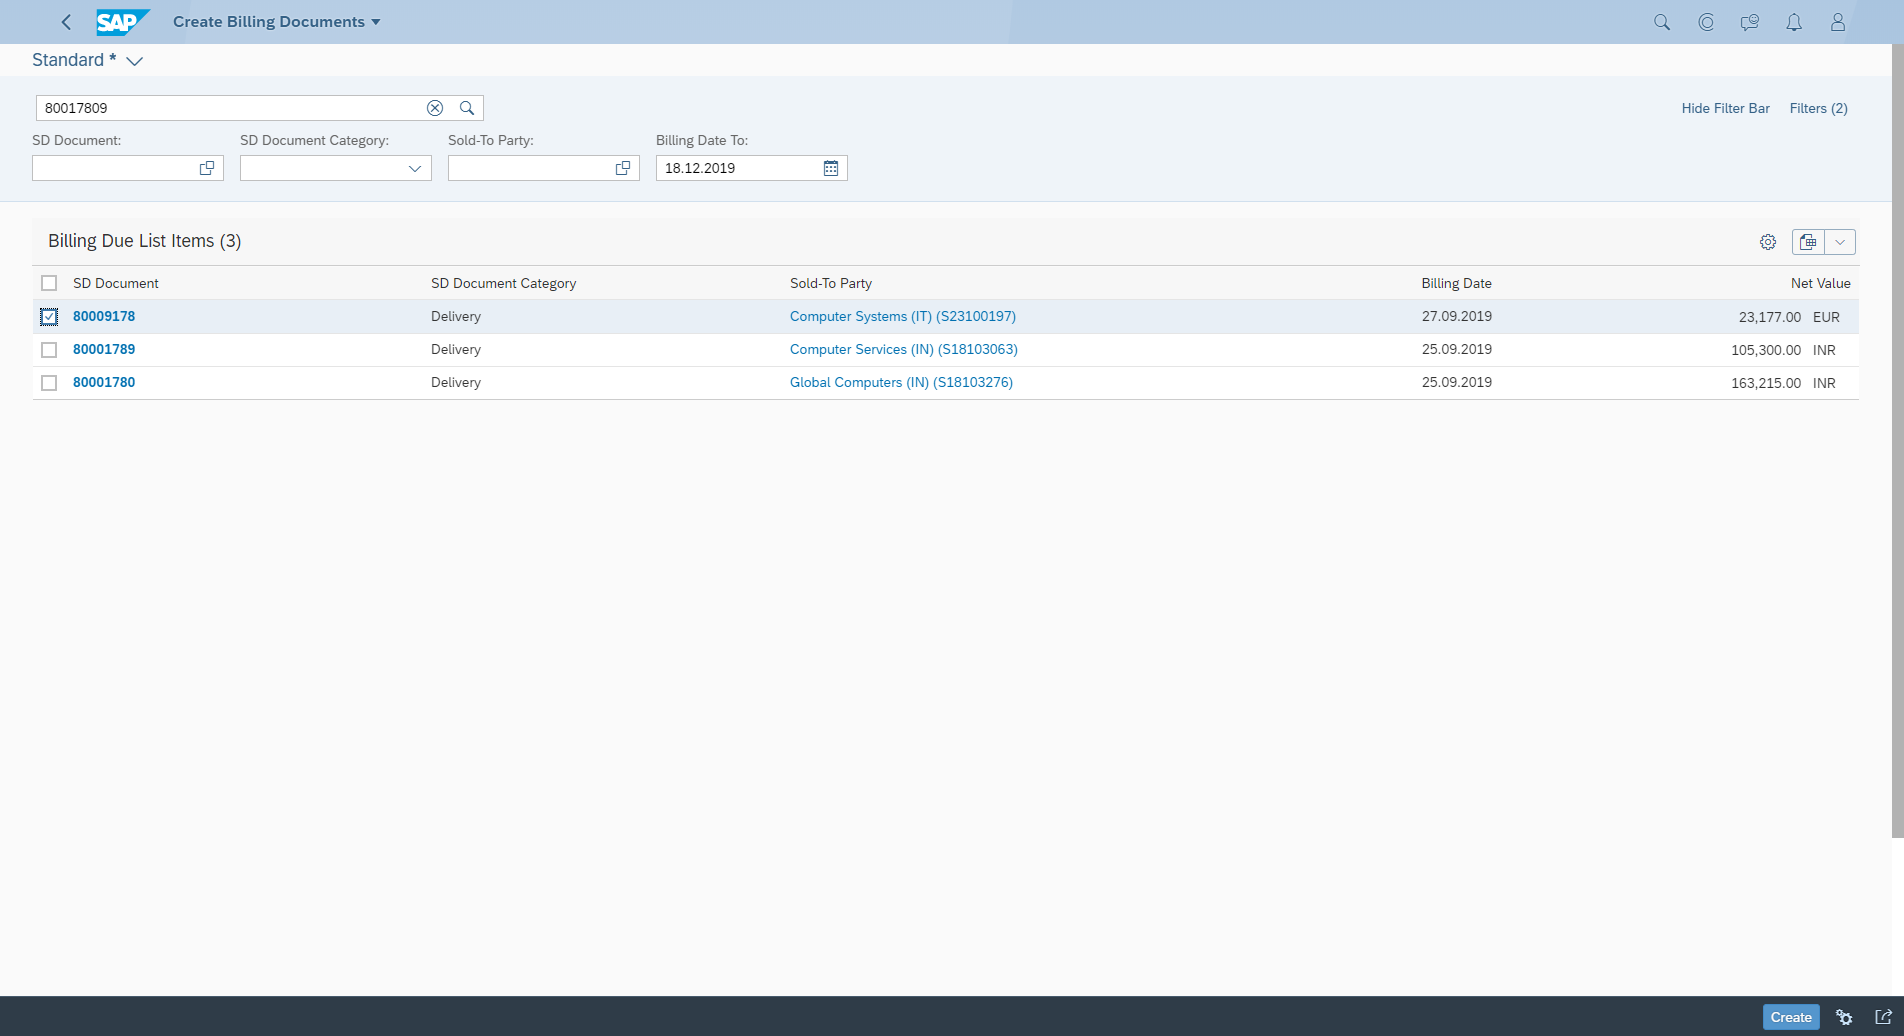 SAP Create Billing Documents
Standard *
80017809
Hide Filter Bar Filters (2)
SD Document: SD Document Category: Sold-To Party: Billing Date To:
18.12.2019
Billing Due List Items (3)
SD Document SD Document Category Sold-To Party Billing Date Net Value
80009178 Delivery Computer Systems (IT) (S23100197) 27.09.2019 23,177.00 EUR
80001789 Delivery Computer Services (IN) (S18103063) 25.09.2019 105,300.00 INR
80001780 Delivery Global Computers (IN) (S18103276) 25.09.2019 163,215.00 INR
Create